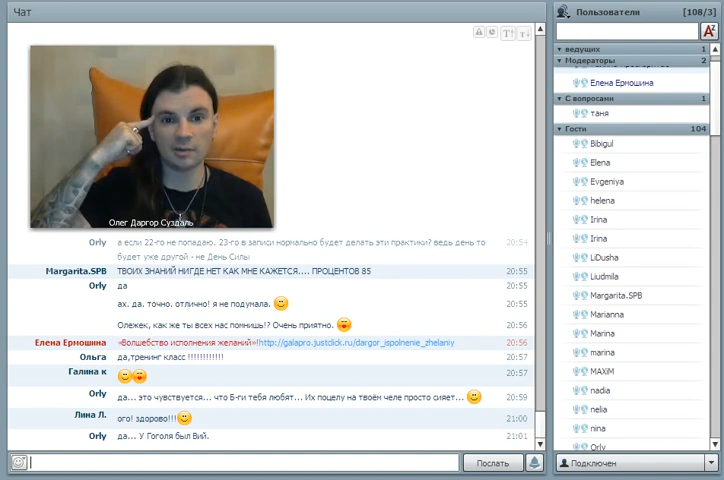 Чат
Пользователи [108/3]
ведущих 1
Модераторы 2
Елена Ермошина
С вопросами 1
таня
Гости 104
Bibigul
Elena
Evgeniya
helena
Irina
Irina
LiDusha
Liudmila
Margarita.SPB
Marianna
Marina
marina
MAXiM
nadia
nelia
nina
Orly
Подключен
Олег Даргор Суздаль
Orly а если 22-го не попадаю. 23-го в записи норнально будет делать эти практики? ведь день то 20:54
будет уже другой - не День Силы
Margarita.SPB ТВОИХ ЗНАНИЙ НИГДЕ НЕТ КАК МНЕ КАЖЕТСЯ.... ПРОЦЕНТОВ 85 20:55
Orly да 20:55
ах. да. точно. отлично! я не подунала. 20:55
Олежек, как же ты всех нас помнишь!? Очень приятно. 20:56
Елена Ермошина «Волшебство исполнения желаний»!http://galapro.justclick.ru/dargor_ispolnenie_zhelaniy 20:56
Ольга да,тренинг класс !!!!!!!!!!!! 20:57
Галина к 20:57
Orly да... это чувствуется... что Б-ги тебя любят... Их поцелу на твоём челе просто сияет... 20:59
Лина Л. ого! здорово!!! 21:00
Orly да... У Гоголя был Вий. 21:01
Послать